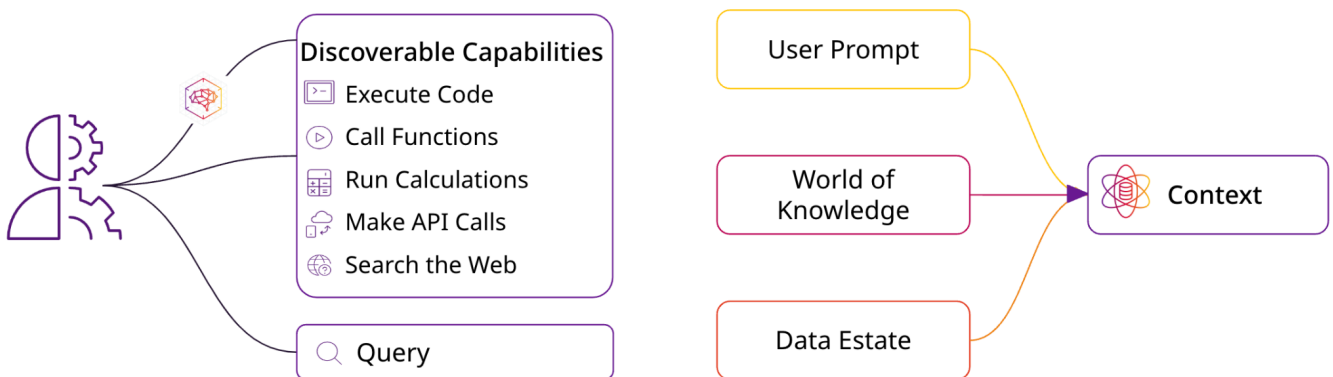 Discoverable Capabilities
Execute Code
Call Functions
Run Calculations
Make API Calls
Search the Web
Query
User Prompt
World of
Knowledge
Data Estate
Context